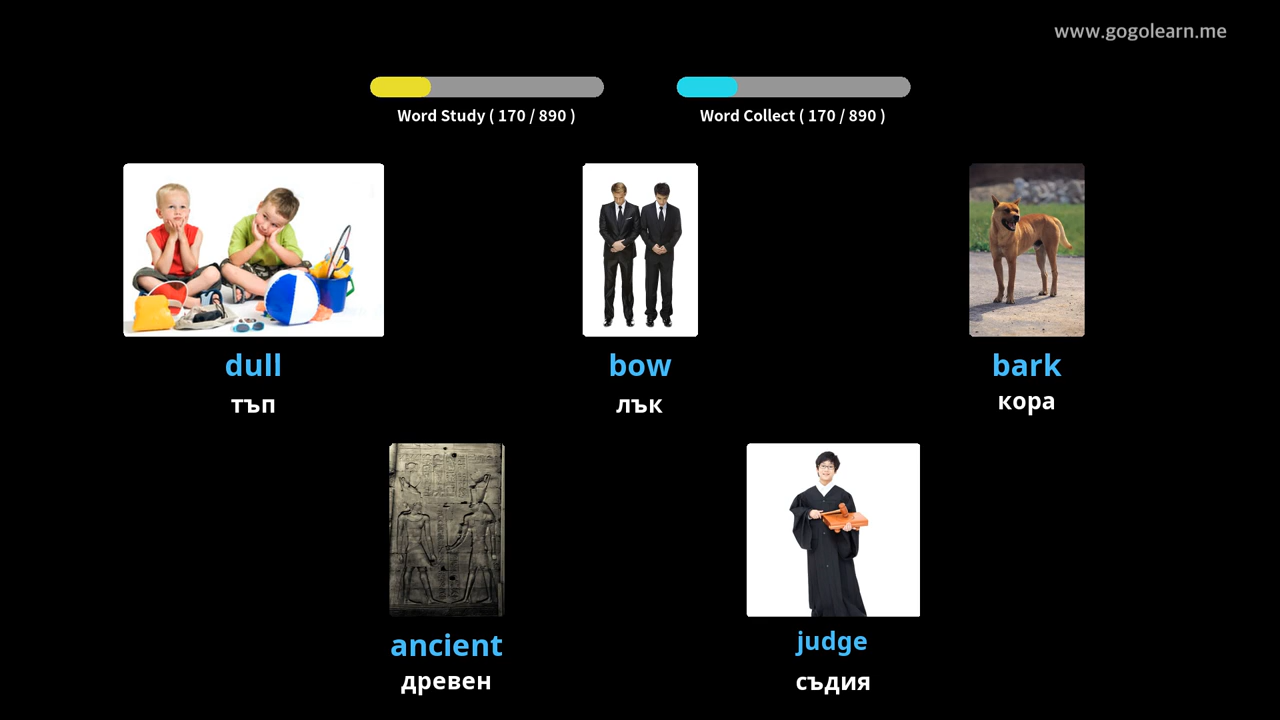 www.gogolearn.me
Word Study ( 170 / 890 )
Word Collect ( 170 / 890 )
dull
тъп
bow
лък
bark
кора
ancient
древен
judge
съдия